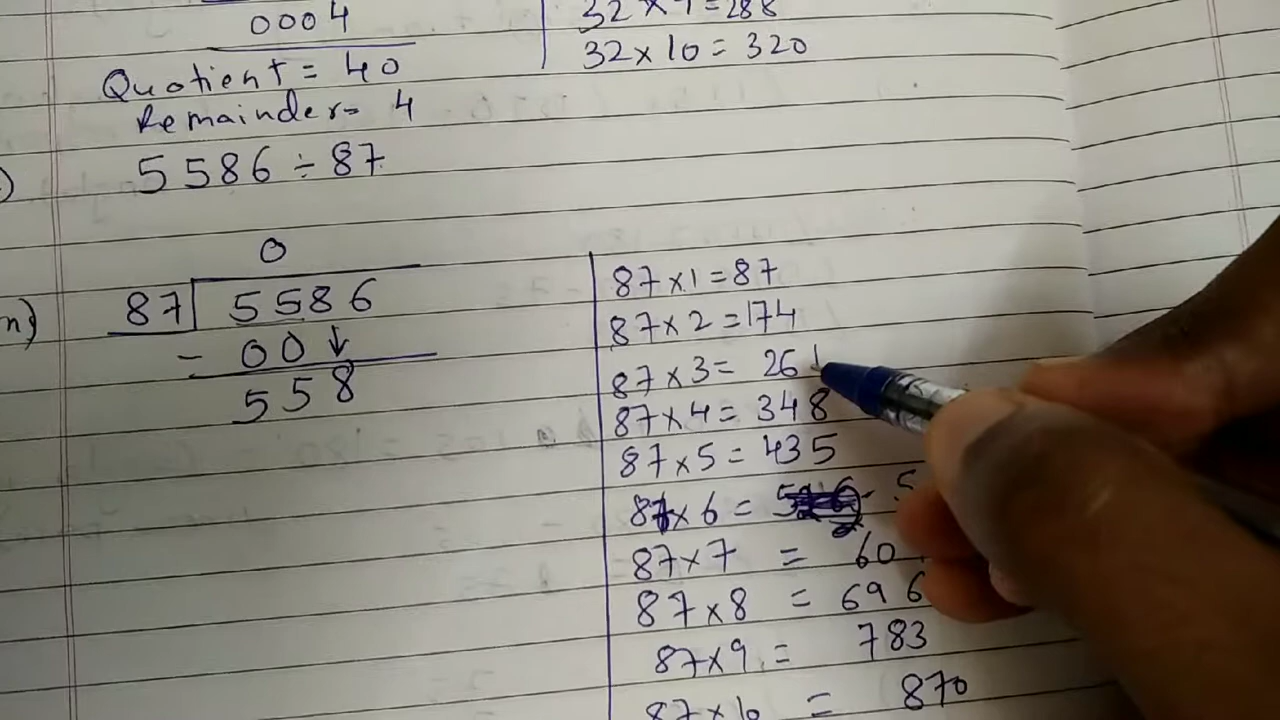 0004
32×10=320
Quotient = 40
Remainder= 4
5586 ÷ 87
0
n) 87 5586
- 00↓
558
87×1=87
87×2=174
87×3= 261
87×4=348
87×5=435
87×6=
87×7 = 60
87×8 = 696
87×9 = 783
87×10 = 870